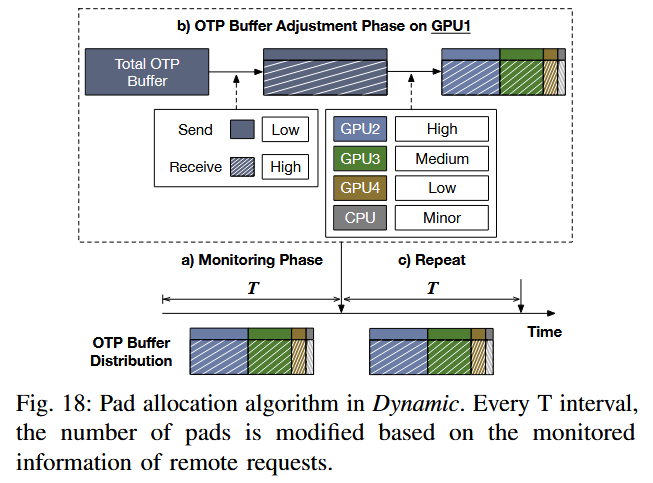 b) OTP Buffer Adjustment Phase on GPU1
Total OTP
Buffer
Send Low
Receive High
GPU2 High
GPU3 Medium
GPU4 Low
CPU Minor
a) Monitoring Phase c) Repeat
T T
Time
OTP Buffer
Distribution
Fig. 18: Pad allocation algorithm in Dynamic. Every T interval,
the number of pads is modified based on the monitored
information of remote requests.